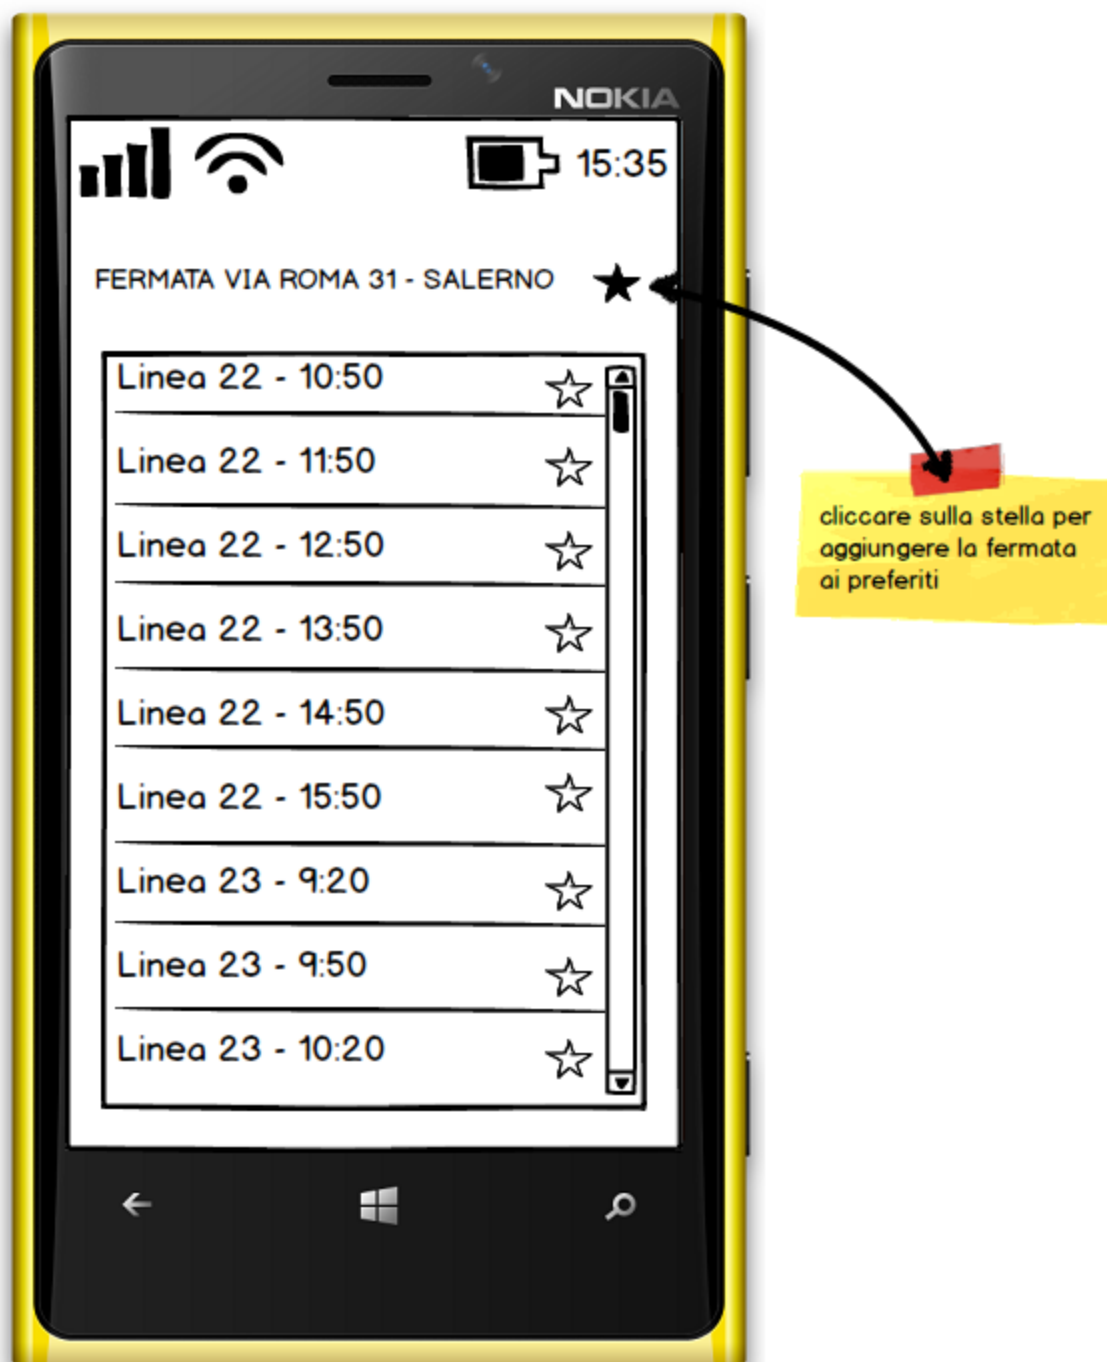 NOKIA
15:35
FERMATA VIA ROMA 31 - SALERNO
Linea 22 - 10:50
Linea 22 - 11:50
Linea 22 - 12:50
Linea 22 - 13:50
Linea 22 - 14:50
Linea 22 - 15:50
Linea 23 - 9:20
Linea 23 - 9:50
Linea 23 - 10:20
cliccare sulla stella per
aggiungere la fermata
ai preferiti